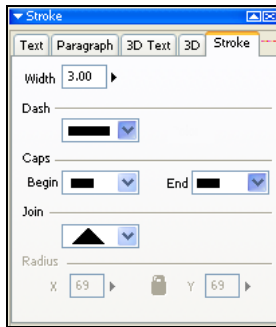 Stroke
Text Paragraph 3D Text 3D Stroke
Width 3.00
Dash
Caps
Begin End
Join
Radius
X 69 Y 69